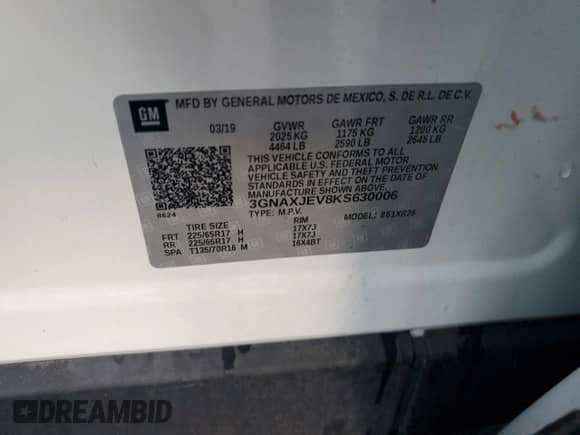 GM
MFD BY GENERAL MOTORS DE MEXICO, S. DE R.L. DE C.V.
03/19 GVWR GAWR FRT GAWR RR
2025 KG 1175 KG 1200 KG
4464 LB 2590 LB 2645 LB
THIS VEHICLE CONFORMS TO ALL
APPLICABLE U.S. FEDERAL MOTOR
VEHICLE SAFETY AND THEFT PREVENTION
STANDARDS IN EFFECT ON THE DATE OF
MANUFACTURE SHOWN ABOVE.
3GNAXJEV8KS630006
8624 TYPE: M.P.V. MODEL: 861XR26
TIRE SIZE RIM
FRT 225/65R17 H 17X7J
RR 225/65R17 H 17X7J
SPA T135/70R16 M 16X4BT
DREAMBID